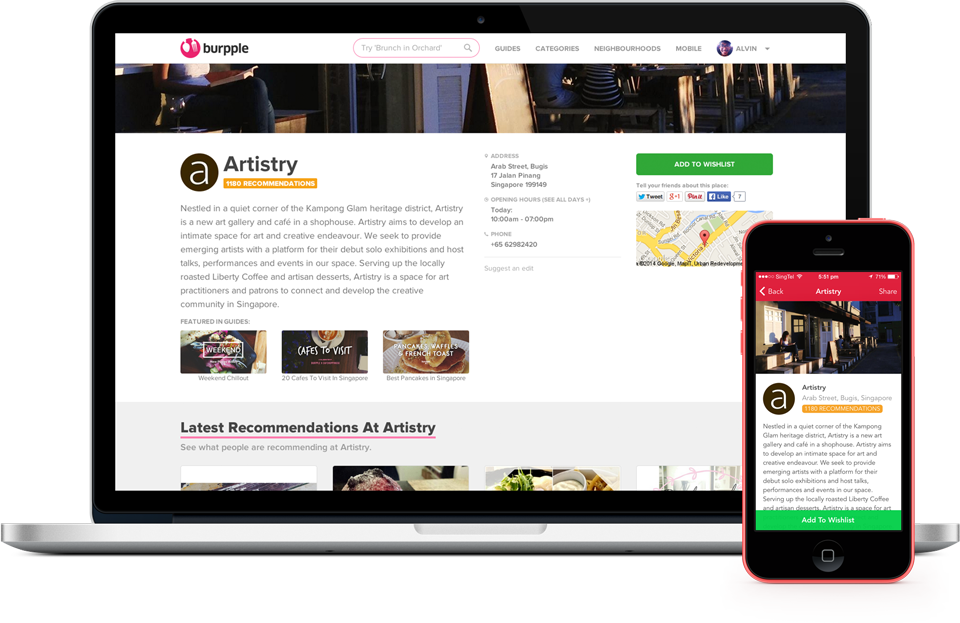 burpple
Try 'Brunch in Orchard'
GUIDES
CATEGORIES
NEIGHBOURHOODS
MOBILE
ALVIN
a
Artistry
1180 RECOMMENDATIONS
Nestled in a quiet corner of the Kampong Glam heritage district, Artistry
is a new art gallery and café in a shophouse. Artistry aims to develop an
intimate space for art and creative endeavour. We seek to provide
emerging artists with a platform for their debut solo exhibitions and host
talks, performances and events in our space. Serving up the locally
roasted Liberty Coffee and artisan desserts, Artistry is a space for art
practitioners and patrons to connect and develop the creative
community in Singapore.
FEATURED IN GUIDES:
WEEKEND
CAFES TO VISIT
PANCAKES, WAFFLES
& FRENCH TOAST
Weekend Chillout
20 Cafes To Visit In Singapore
Best Pancakes in Singapore
ADDRESS
Arab Street, Bugis
17 Jalan Pinang
Singapore 199149
OPENING HOURS (SEE ALL DAYS
Today:
10:00am - 07:00pm
PHONE
+65 62982420
Suggest an edit
ADD TO WISHLIST
Tell your friends about this place:
Tweet
g+1
Pin it
Like
7
©2014 Google, MapIT, Urban Redevelopme
Latest Recommendations At Artistry
See what people are recommending at Artistry.
SingTel
5:51 pm
71%
Back
Artistry
Share
a
Artistry
Arab Street, Bugis, Singapore
1180 RECOMMENDATIONS
Nestled in a quiet corner of the Kampong
Glam heritage district, Artistry is a new art
gallery and café in a shophouse. Artistry aims
to develop an intimate space for art and
creative endeavour. We seek to provide
emerging artists with a platform for their
debut solo exhibitions and host talks,
performances and events in our space.
Serving up the locally roasted Liberty Coffee
and artisan desserts, Artistry is a space for art
Add To Wishlist